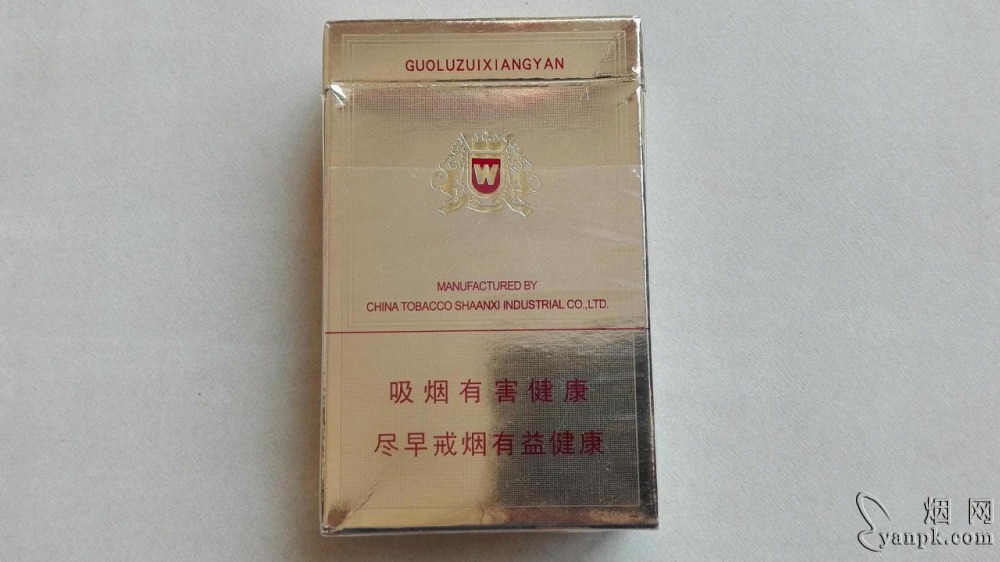 GUOLUZUIXIANGYAN
W
MANUFACTURED BY
CHINA TOBACCO SHAANXI INDUSTRIAL CO.,LTD.
吸烟有害健康
尽早戒烟有益健康
烟网
yanpk.com